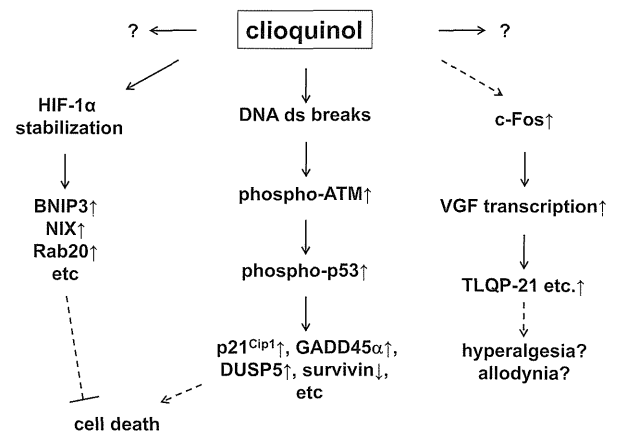 ? clioquinol ?
HIF-1α
stabilization
BNIP3↑
NIX↑
Rab20↑
etc
DNA ds breaks
phospho-ATM↑
phospho-p53↑
p21Cip1↑, GADD45α↑,
DUSP5↑, survivin↓,
etc
cell death
c-Fos↑
VGF transcription↑
TLQP-21 etc.↑
hyperalgesia?
allodynia?